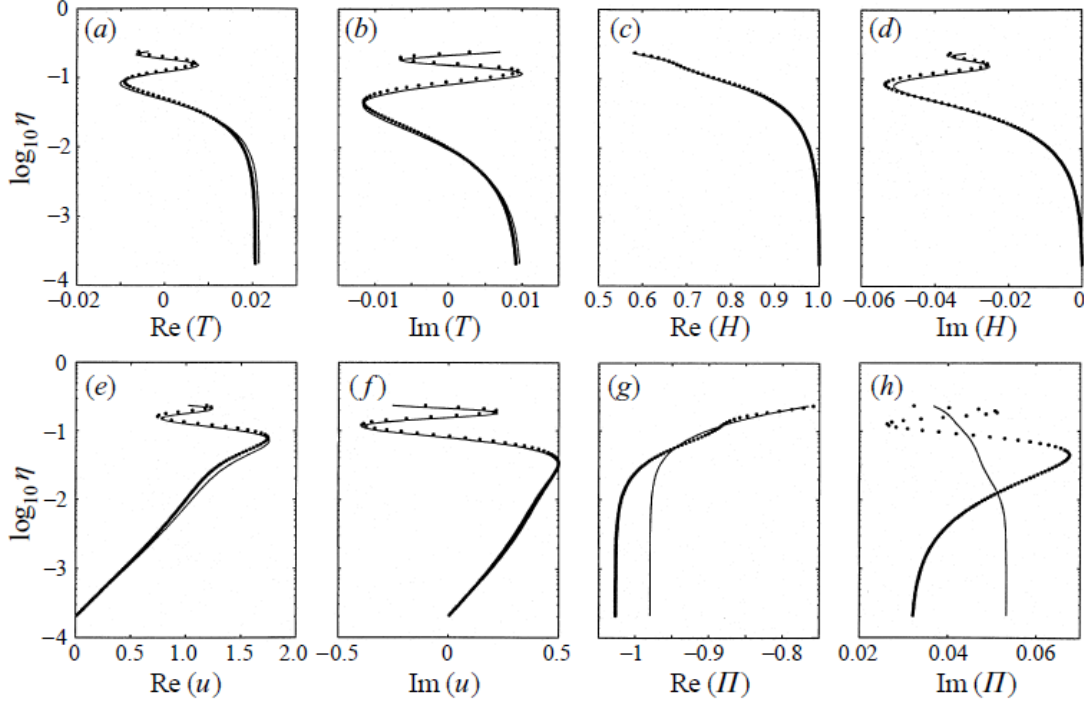 0
(a)
(b)
(c)
(d)
−1
log₁₀ η
−2
−3
−4
−0.02 0 0.02
−0.01 0 0.01
0.5 0.6 0.7 0.8 0.9 1.0
−0.06 −0.04 −0.02 0
Re (T)
Im (T)
Re (H)
Im (H)
0
(e)
(f)
(g)
(h)
−1
log₁₀ η
−2
−3
−4
0 0.5 1.0 1.5 2.0
−0.5 0 0.5
−1 −0.9 −0.8
0.02 0.04 0.06
Re (u)
Im (u)
Re (Π)
Im (Π)